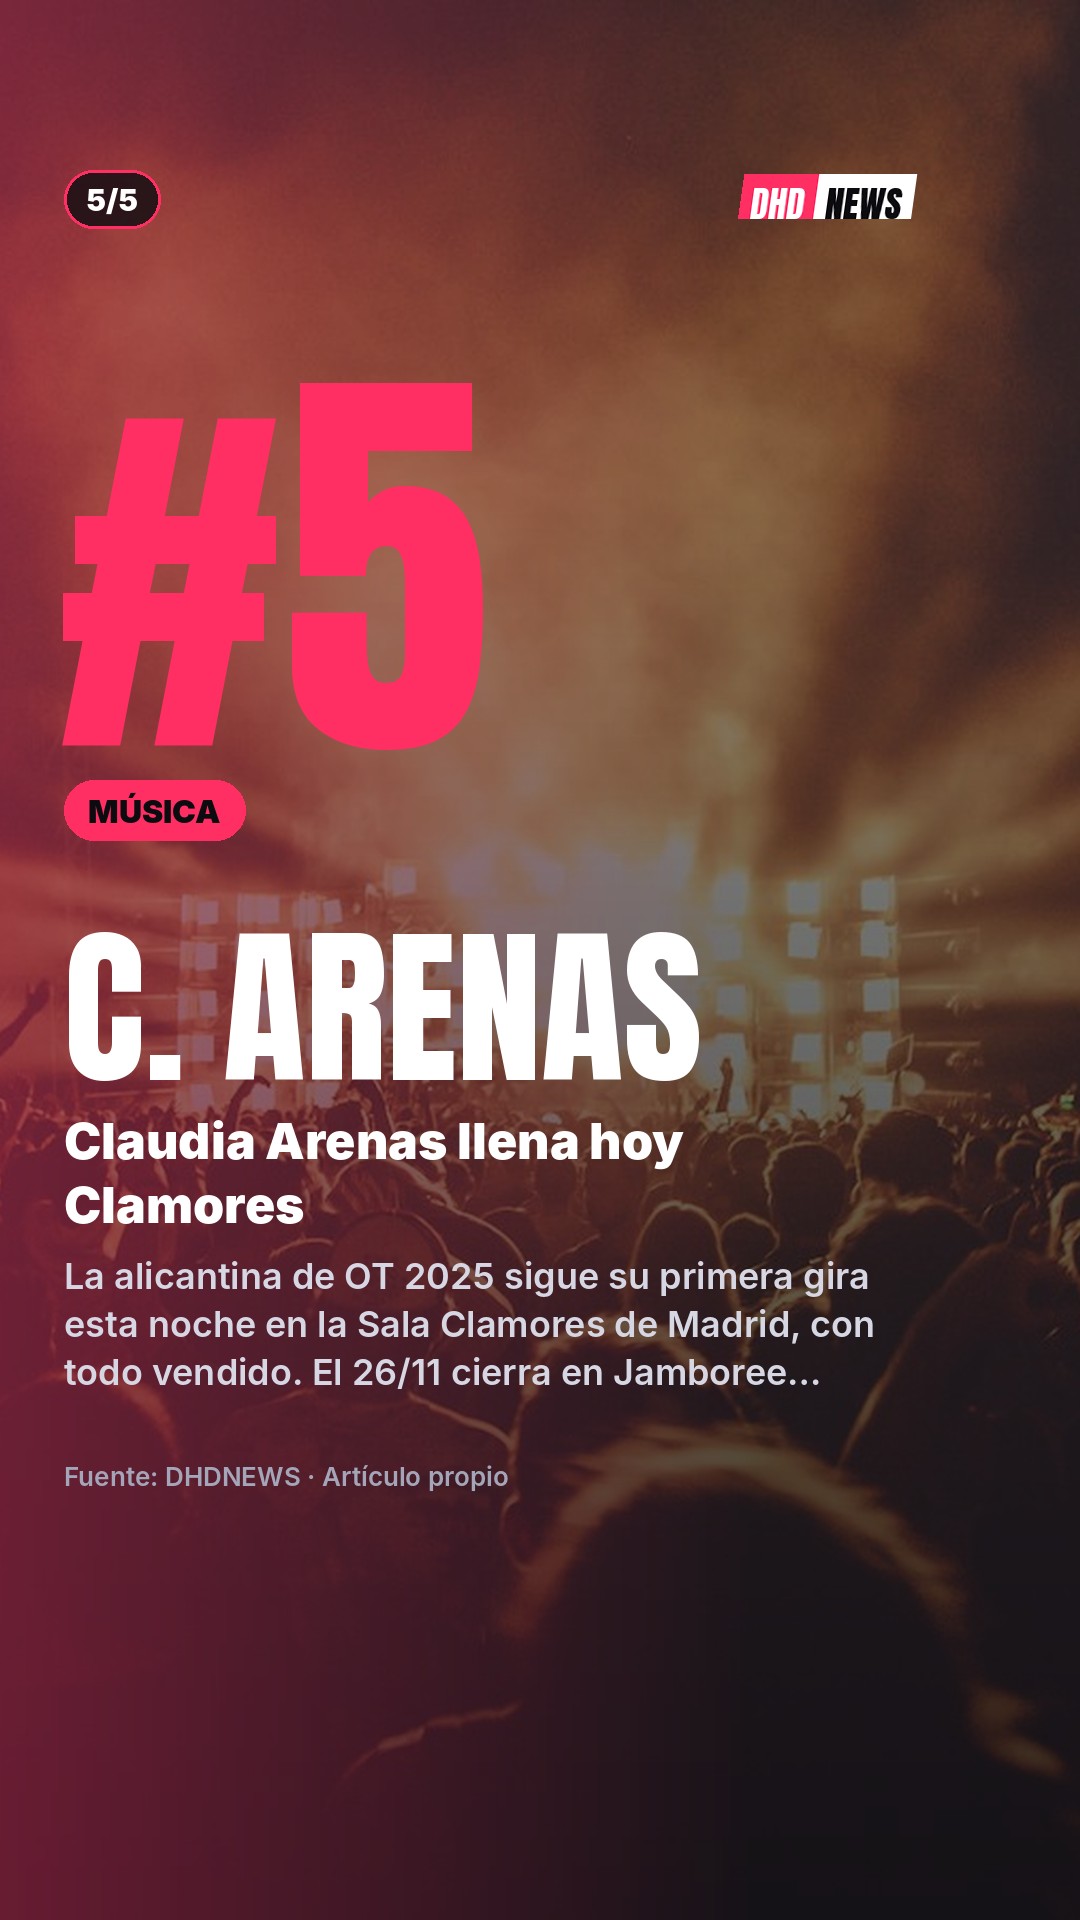 5/5
DHD NEWS
#5
MÚSICA
C. ARENAS
Claudia Arenas llena hoy
Clamores
La alicantina de OT 2025 sigue su primera gira
esta noche en la Sala Clamores de Madrid, con
todo vendido. El 26/11 cierra en Jamboree...
Fuente: DHDNEWS · Artículo propio